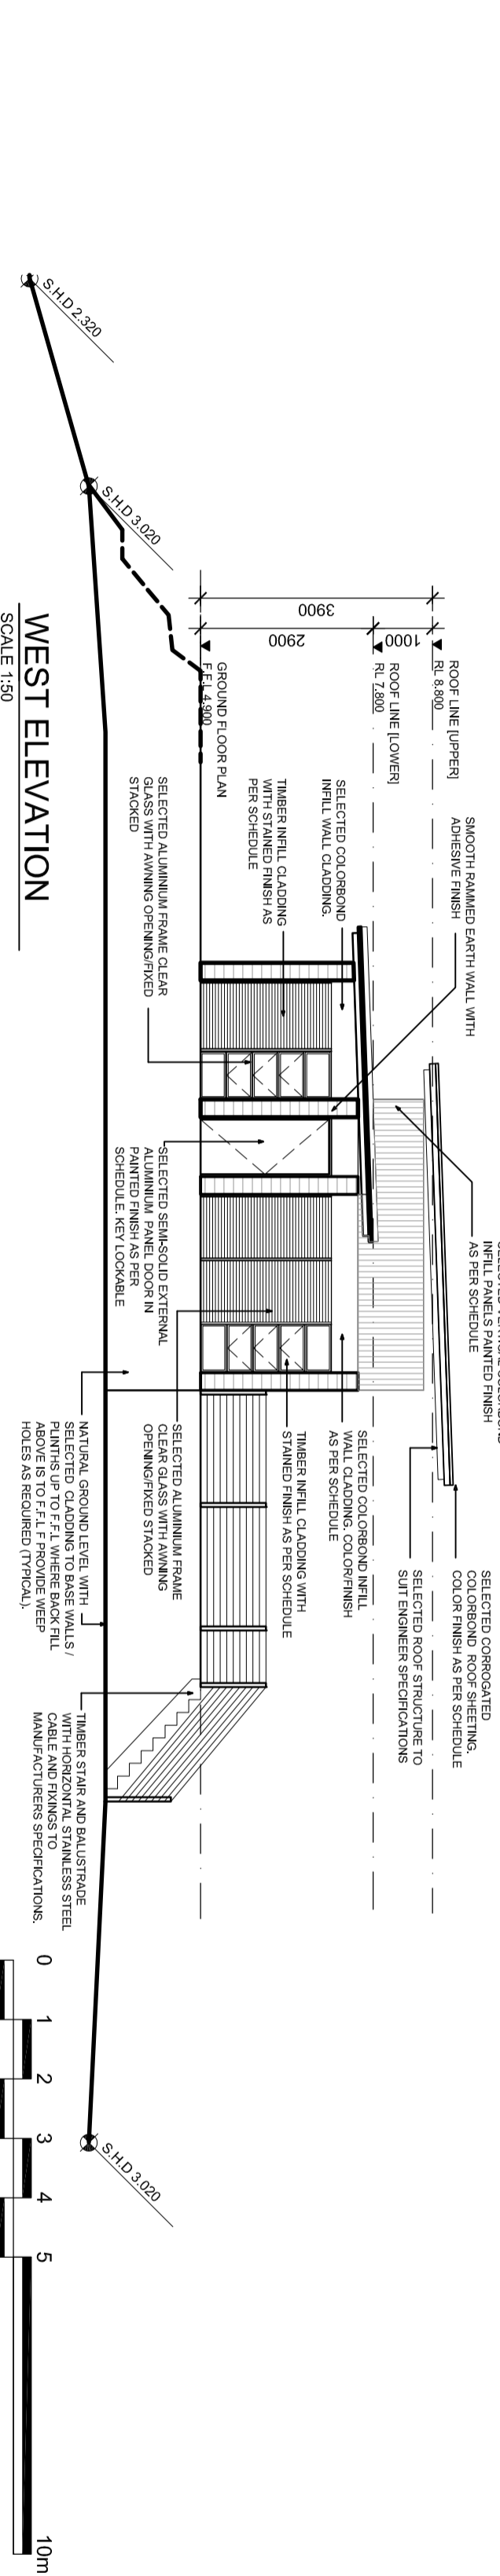 ROOF LINE [UPPER]
RL 8.800
ROOF LINE [LOWER]
RL 7.800
1000
2900
3900
GROUND FLOOR PLAN
F.F.L 4.900
SMOOTH RAMMED EARTH WALL WITH
ADHESIVE FINISH
SELECTED COLORBOND
INFILL WALL CLADDING.
TIMBER INFILL CLADDING
WITH STAINED FINISH AS
PER SCHEDULE
SELECTED ALUMINIUM FRAME CLEAR
GLASS WITH AWNING OPENING/FIXED
STACKED
INFILL PANELS PAINTED FINISH
AS PER SCHEDULE
SELECTED CORROGATED
COLORBOND ROOF SHEETING.
COLOR FINISH AS PER SCHEDULE
SELECTED ROOF STRUCTURE TO
SUIT ENGINEER SPECIFICATIONS
SELECTED COLORBOND INFILL
WALL CLADDING. COLOR/FINISH
AS PER SCHEDULE
TIMBER INFILL CLADDING WITH
STAINED FINISH AS PER SCHEDULE
SELECTED SEMI-SOLID EXTERNAL
ALUMINIUM PANEL DOOR IN
PAINTED FINISH AS PER
SCHEDULE. KEY LOCKABLE
SELECTED ALUMINIUM FRAME
CLEAR GLASS WITH AWNING
OPENING/FIXED STACKED
NATURAL GROUND LEVEL WITH
SELECTED CLADDING TO BASE WALLS /
PLINTHS UP TO F.F.L WHERE BACK FILL
ABOVE IS TO F.F.L F PROVIDE WEEP
HOLES AS REQUIRED (TYPICAL).
TIMBER STAIR AND BALUSTRADE
WITH HORIZONTAL STAINLESS STEEL
CABLE AND FIXINGS TO
MANUFACTURERS SPECIFICATIONS.
S.H.D 2.320
S.H.D 3.020
S.H.D 3.020
WEST ELEVATION
SCALE 1:50
0 1 2 3 4 5 10m